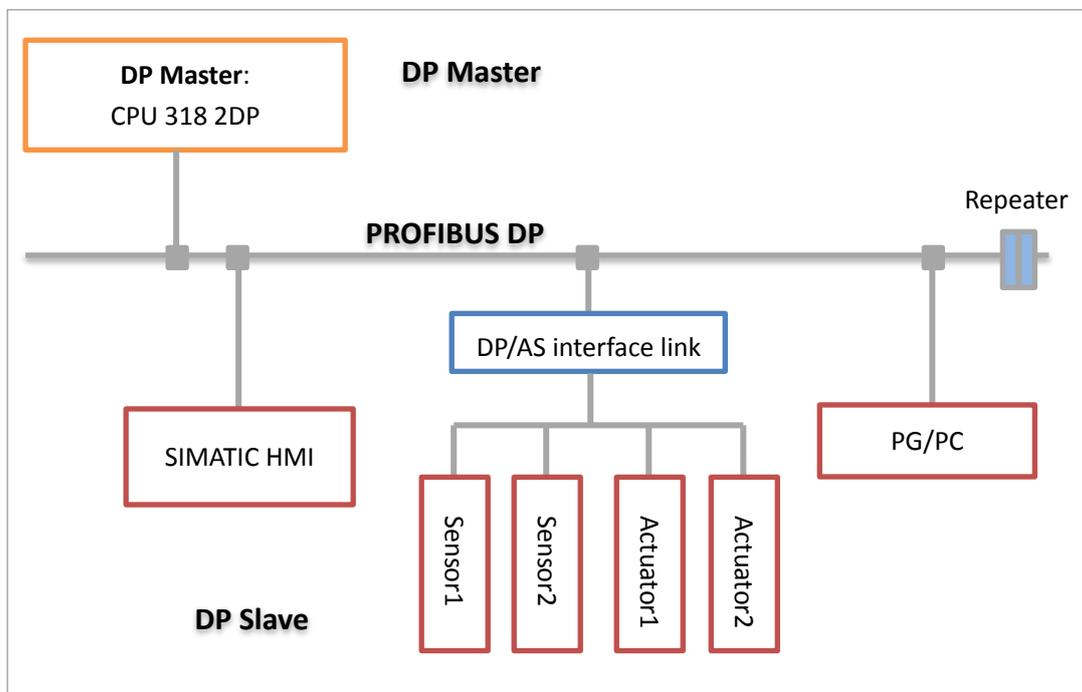 DP Master:
CPU 318 2DP
DP Master
Repeater
PROFIBUS DP
DP/AS interface link
SIMATIC HMI
PG/PC
Sensor1
Sensor2
Actuator1
Actuator2
DP Slave